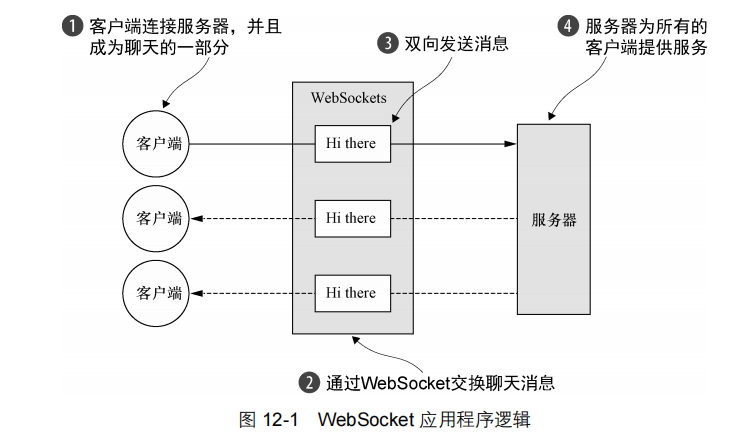 1 客户端连接服务器，并且
成为聊天的一部分
3 双向发送消息
4 服务器为所有的
客户端提供服务
WebSockets
客户端
Hi there
客户端
Hi there
服务器
客户端
Hi there
2 通过WebSocket交换聊天消息
图 12-1 WebSocket 应用程序逻辑